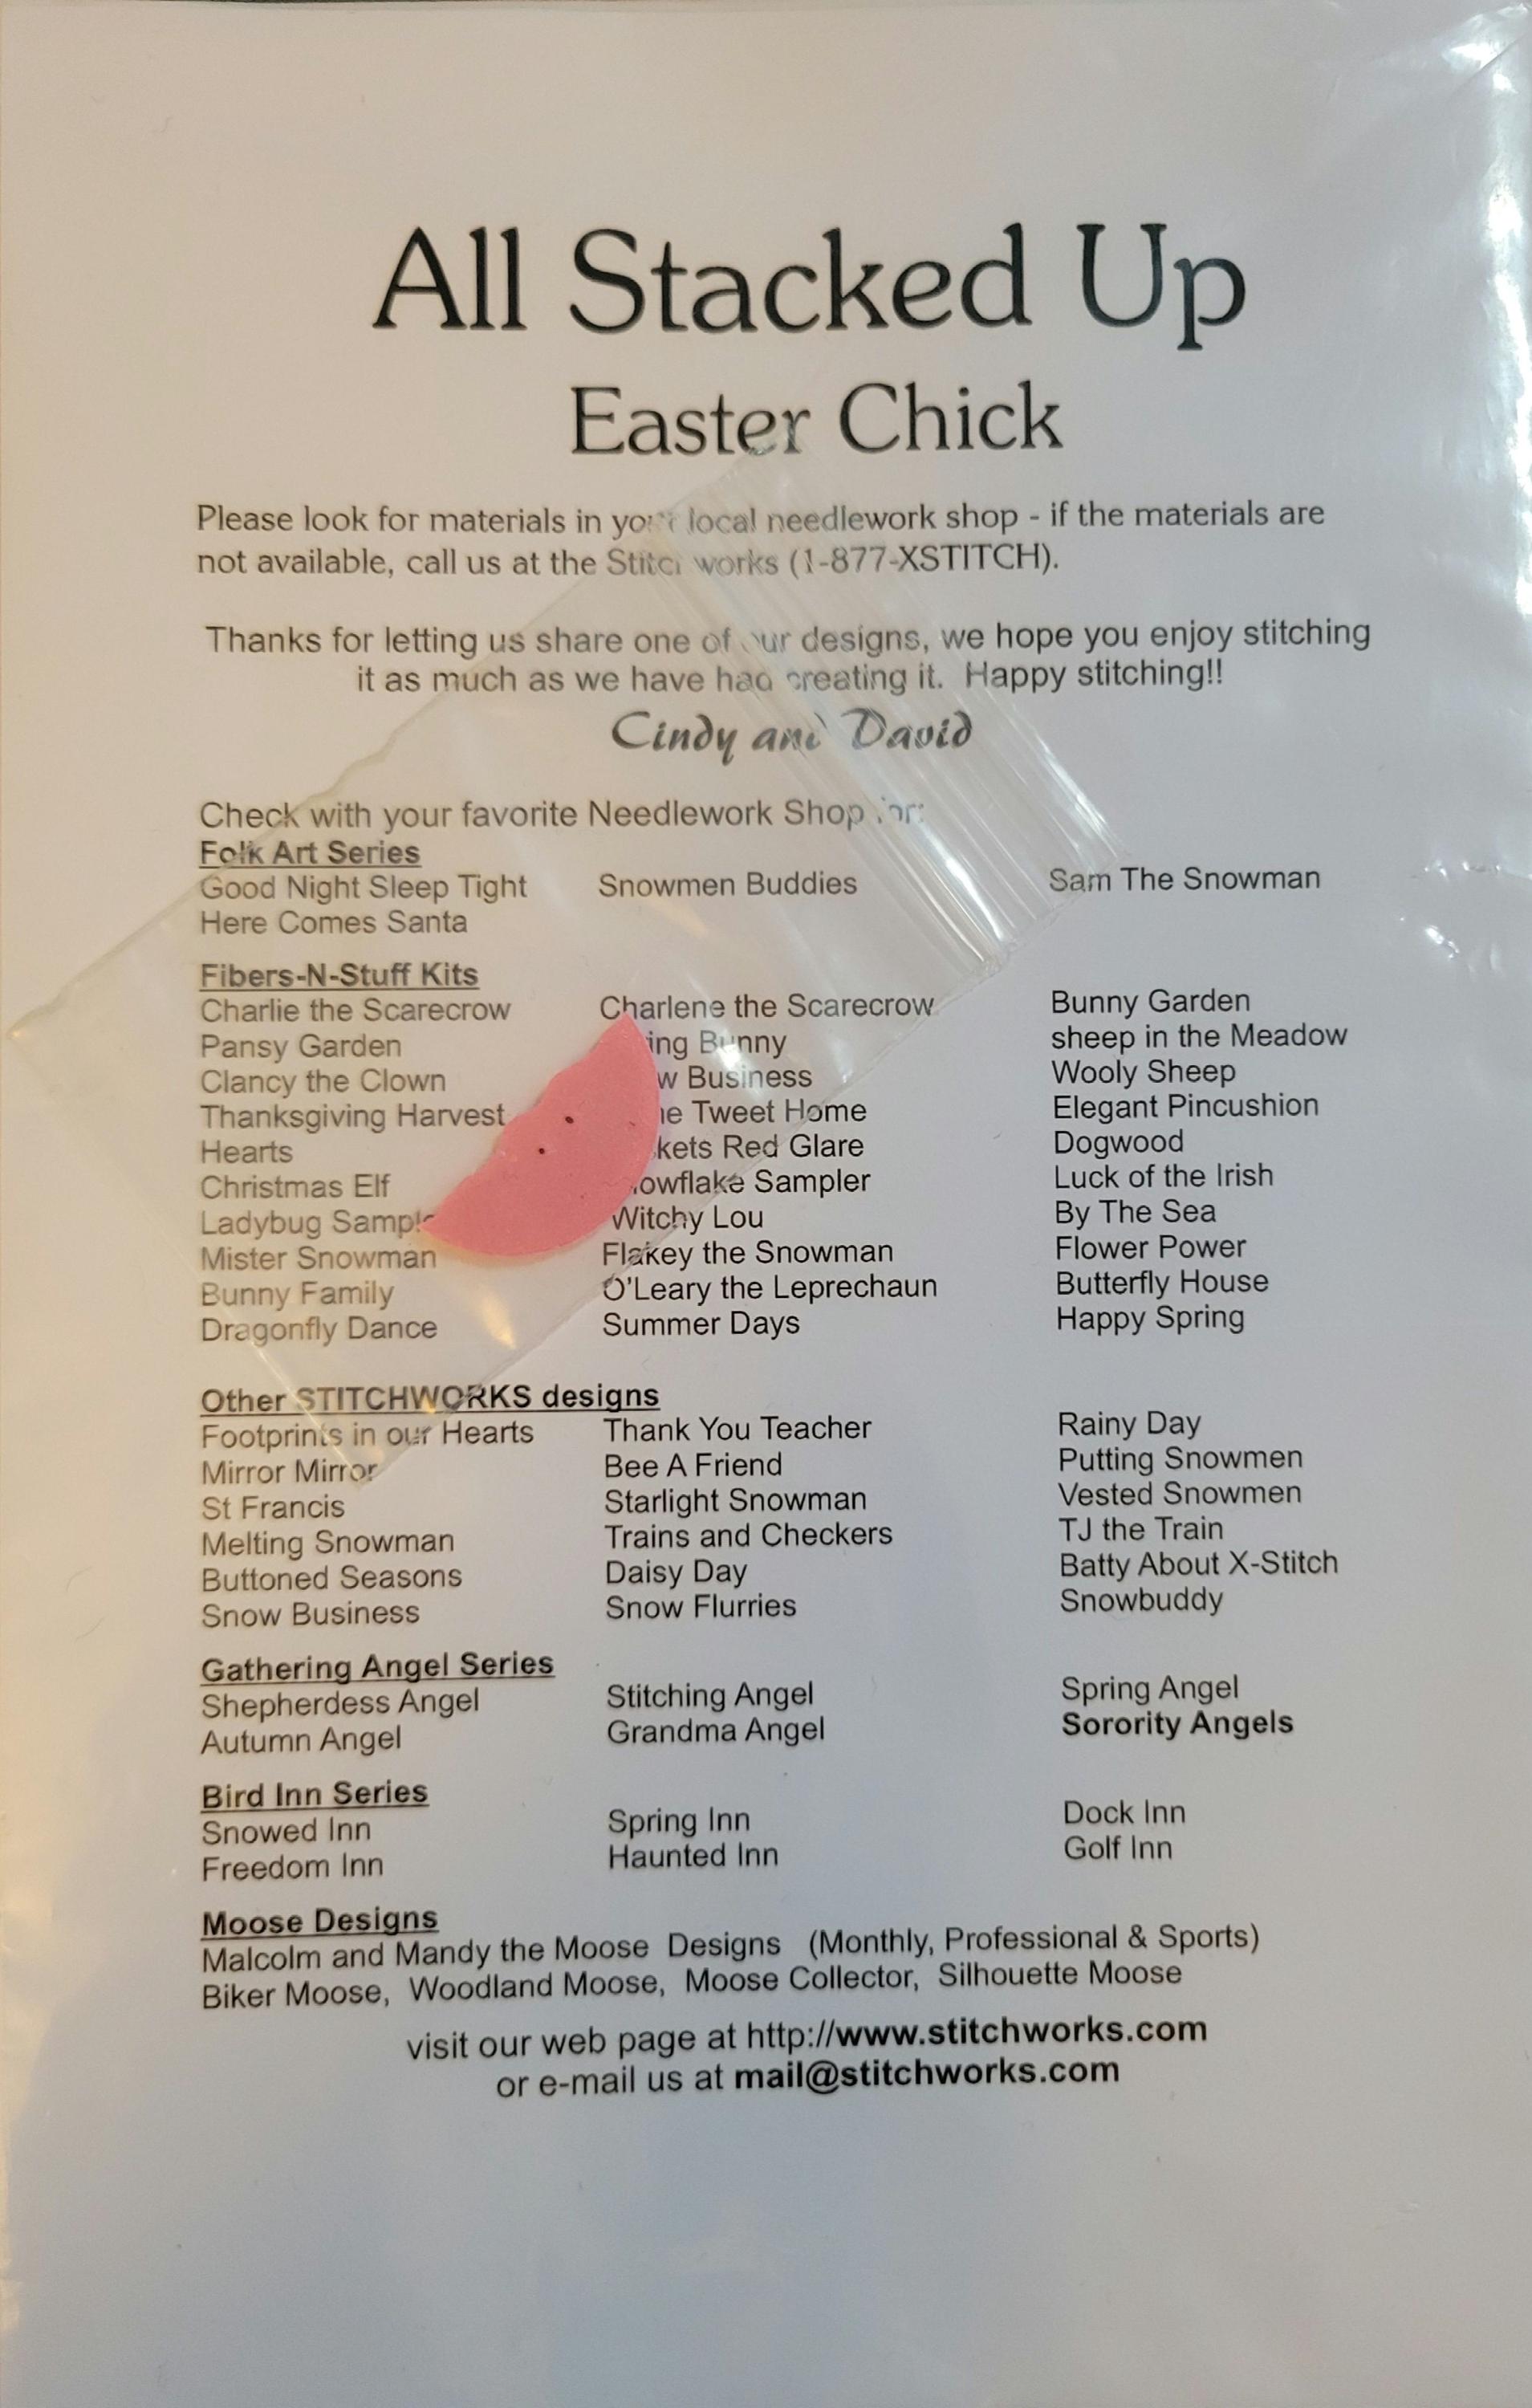 All Stacked Up
Easter Chick
Please look for materials in your local needlework shop - if the materials are
not available, call us at the Stitchworks (1-877-XSTITCH).
Thanks for letting us share one of our designs, we hope you enjoy stitching
it as much as we have had creating it. Happy stitching!!
Cindy and David
Check with your favorite Needlework Shop for:
Folk Art Series
Good Night Sleep Tight Snowmen Buddies Sam The Snowman
Here Comes Santa
Fibers-N-Stuff Kits
Charlie the Scarecrow Charlene the Scarecrow Bunny Garden
Pansy Garden Bunny sheep in the Meadow
Clancy the Clown Business Wooly Sheep
Thanksgiving Harvest Tweet Home Elegant Pincushion
Hearts Red Glare Dogwood
Christmas Elf Sampler Luck of the Irish
Ladybug Witchy Lou By The Sea
Mister Snowman Flakey the Snowman Flower Power
Bunny Family O'Leary the Leprechaun Butterfly House
Dragonfly Dance Summer Days Happy Spring
Other STITCHWORKS designs
Footprints in our Hearts Thank You Teacher Rainy Day
Mirror Mirror Bee A Friend Putting Snowmen
St Francis Starlight Snowman Vested Snowmen
Melting Snowman Trains and Checkers TJ the Train
Buttoned Seasons Daisy Day Batty About X-Stitch
Snow Business Snow Flurries Snowbuddy
Gathering Angel Series
Shepherdess Angel Stitching Angel Spring Angel
Autumn Angel Grandma Angel Sorority Angels
Bird Inn Series
Snowed Inn Spring Inn Dock Inn
Freedom Inn Haunted Inn Golf Inn
Moose Designs
Malcolm and Mandy the Moose Designs (Monthly, Professional & Sports)
Biker Moose, Woodland Moose, Moose Collector, Silhouette Moose
visit our web page at http://www.stitchworks.com
or e-mail us at mail@stitchworks.com